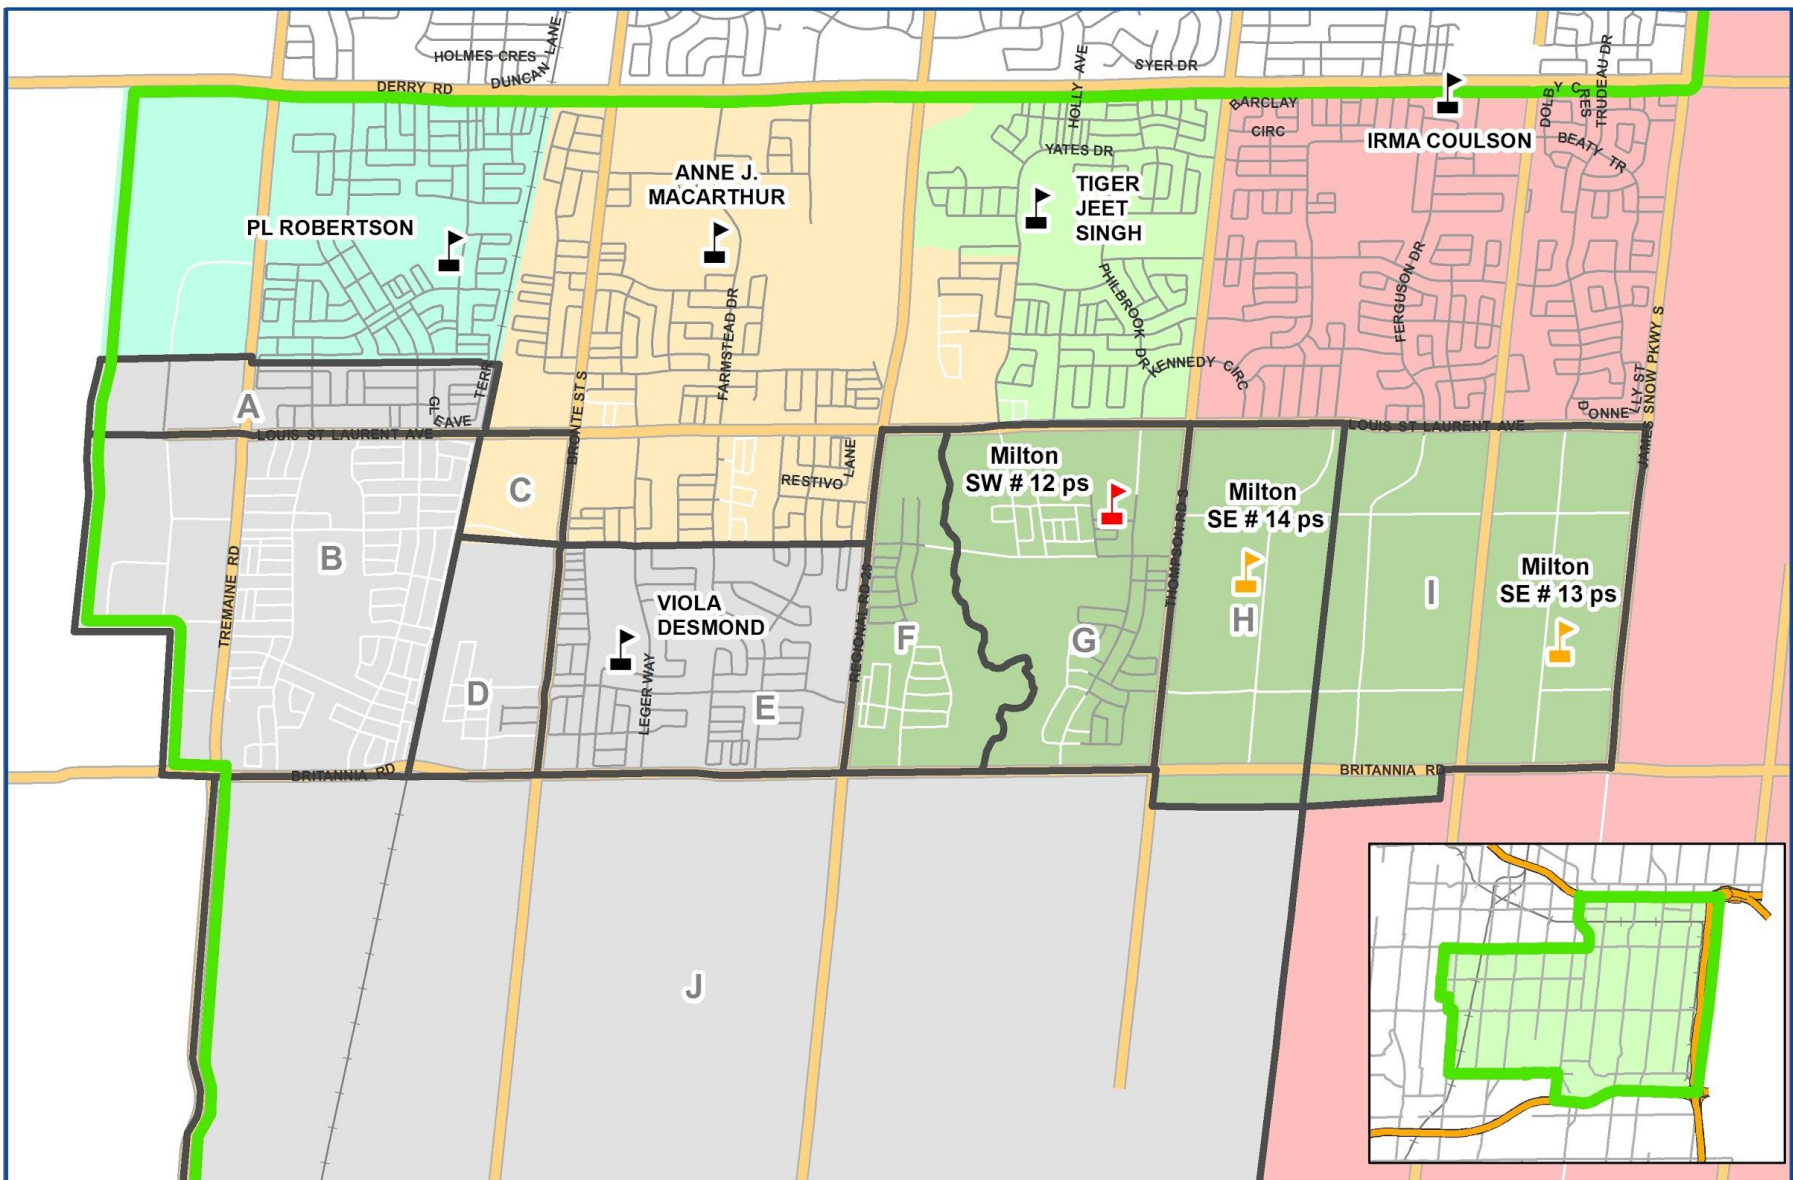 HOLMES CRES
DUNCAN LANE
DERRY RD
HOLLY AVE
SYER DR
TRUDEAU DR
DOLBY CRES
BARCLAY
CIRC
IRMA COULSON
BEATY TR
YATES DR
ANNE J.
MACARTHUR
TIGER
JEET
SINGH
PL ROBERTSON
PHILBROOK DR
FERGUSON DR
FARMSTEAD DR
KENNEDY CIRC
JAMES SNOW PKWY S
TERR
GLEAVE
A
BRONTE ST S
DONNELLY ST
LOUIS ST LAURENT AVE
LOUIS ST LAURENT AVE
RESTIVO LANE
C
Milton
SW # 12 ps
Milton
SE # 14 ps
THOMPSON RD S
B
TREMAINE RD
Milton
SE # 13 ps
VIOLA
DESMOND
REGIONAL RD 25
F
G
H
I
D
LEGER WAY
E
BRITANNIA RD
BRITANNIA RD
J